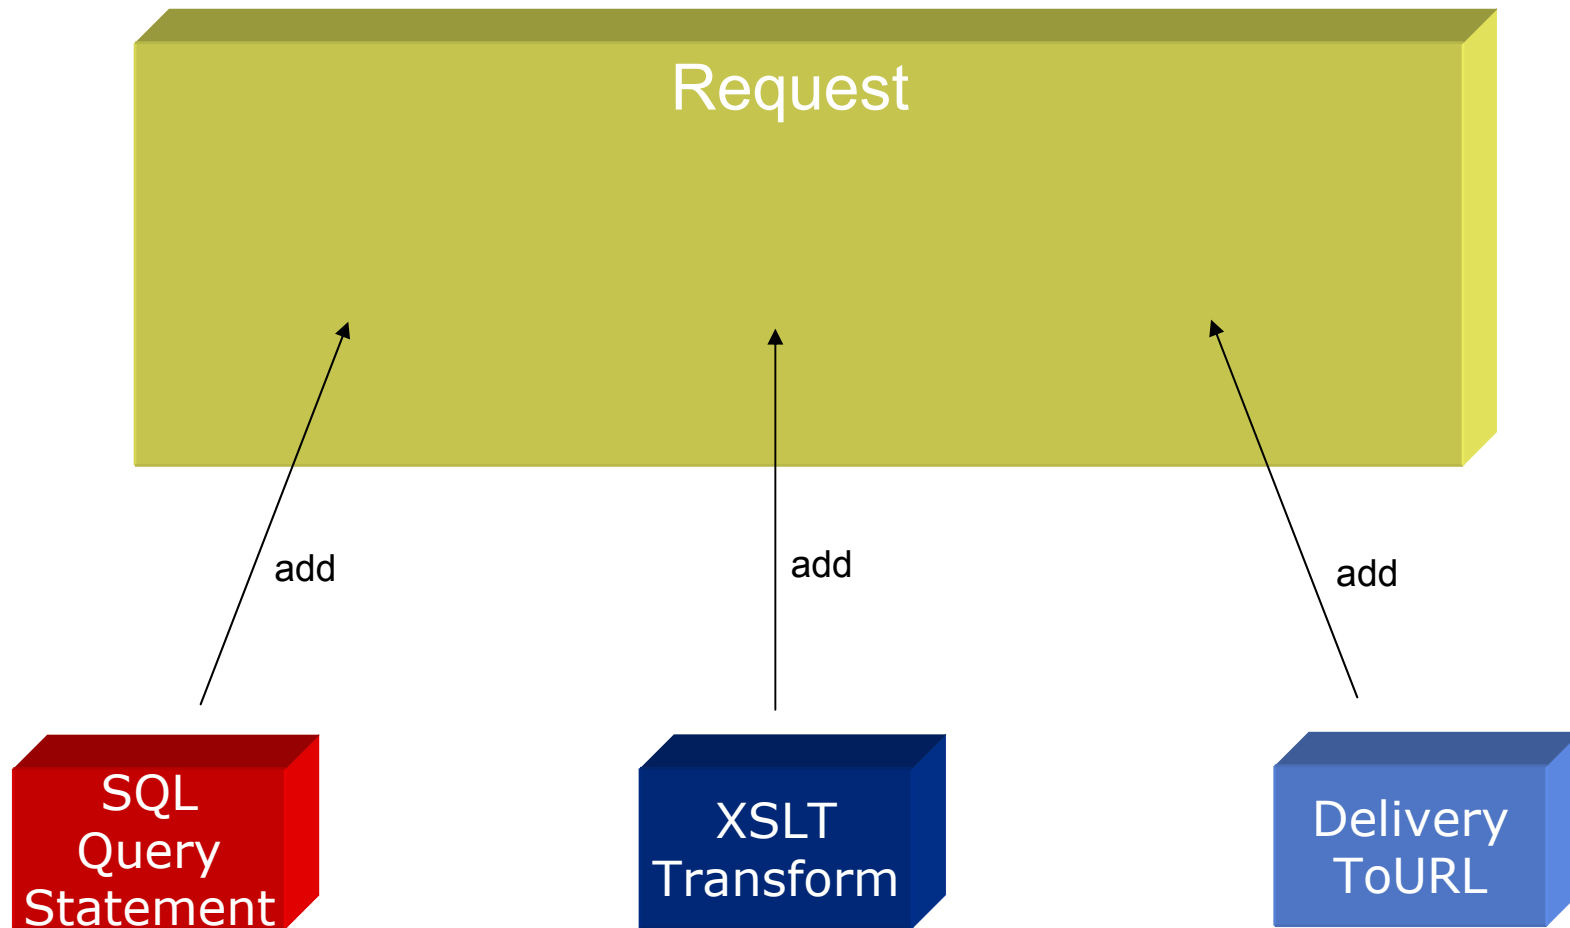 Request
add
add
add
SQL
Query
Statement
XSLT
Transform
Delivery
ToURL